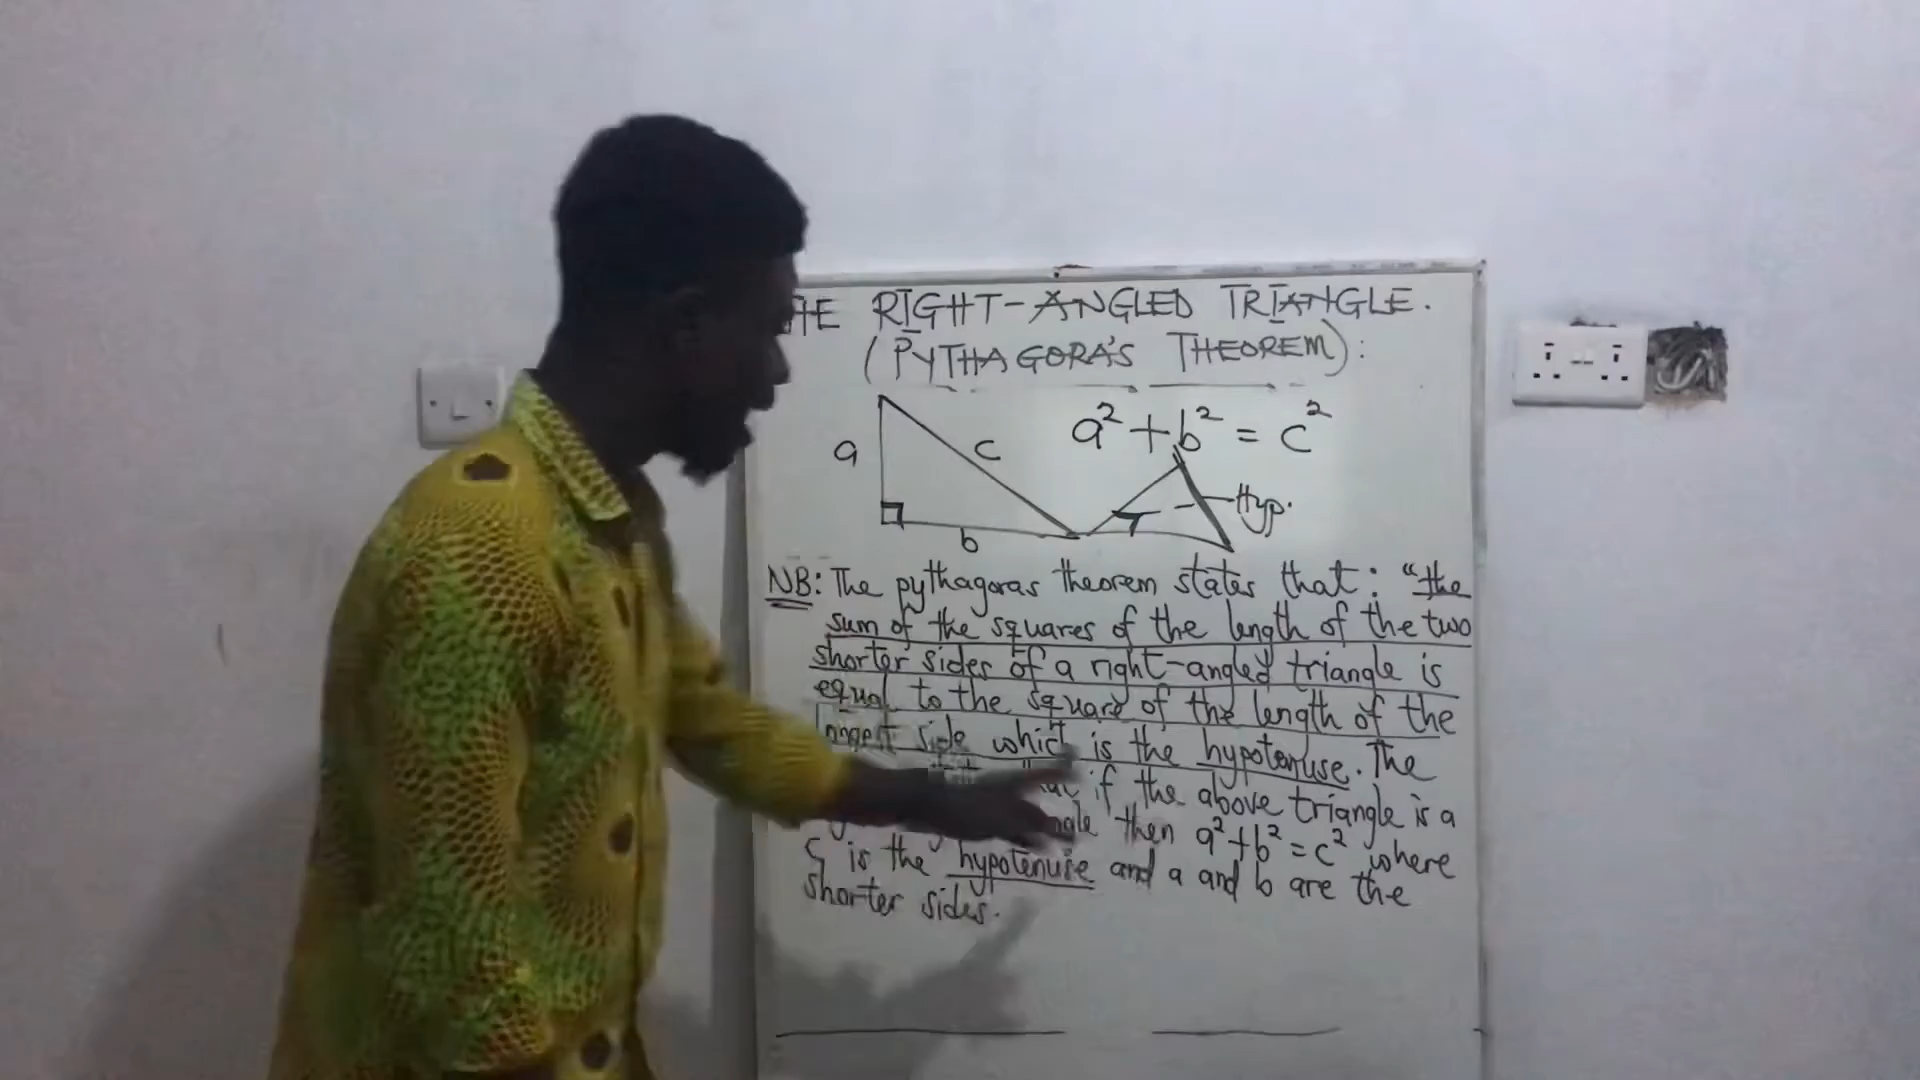 HE RIGHT-ANGLED TRIANGLE.
(PYTHAGORA'S THEOREM):
a² + b² = c²
a
c
b
Hyp.
NB: The pythagoras theorem states that: "the
sum of the squares of the length of the two
shorter sides of a right-angled triangle is
equal to the square of the length of the
longest side which is the hypotenuse. The
if the above triangle is a
then a² + b² = c² where
c is the hypotenuse and a and b are the
shorter sides.